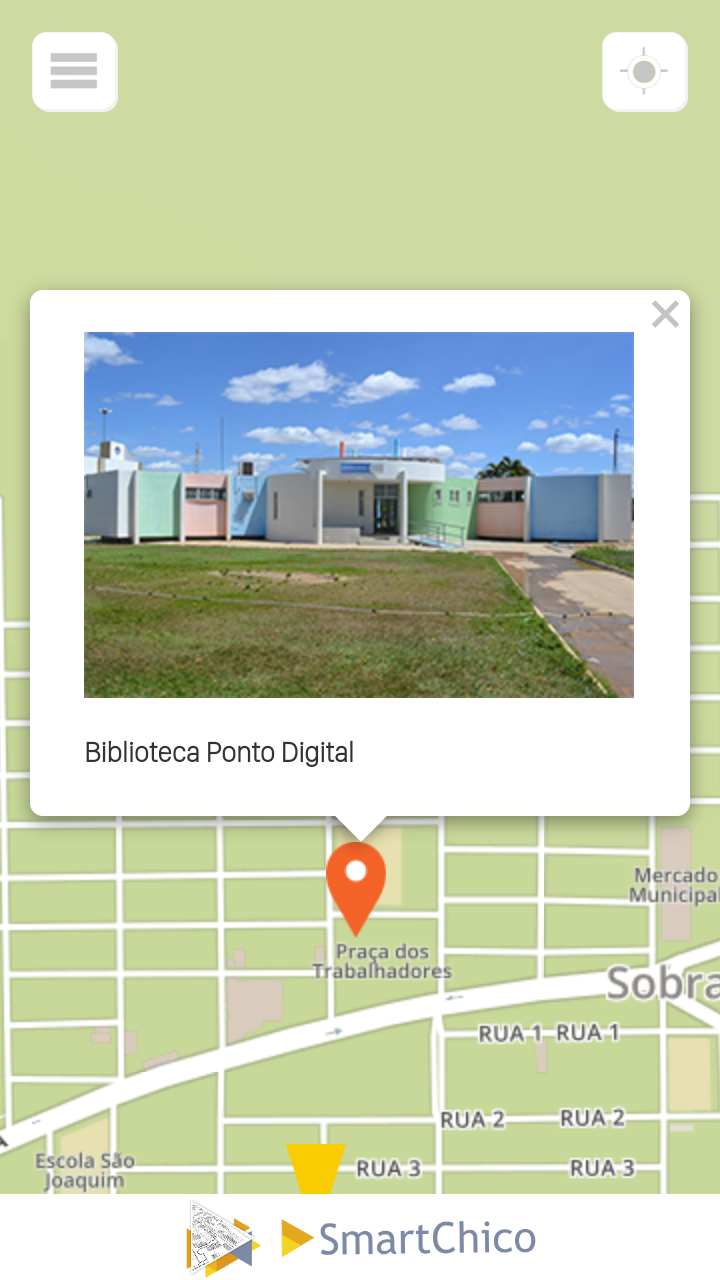 Biblioteca Ponto Digital
Mercado
Municipal
Praça dos
Trabalhadores
Sobra
RUA 1 RUA 1
RUA 2 RUA 2
Escola São
Joaquim
RUA 3 RUA 3
SmartChico